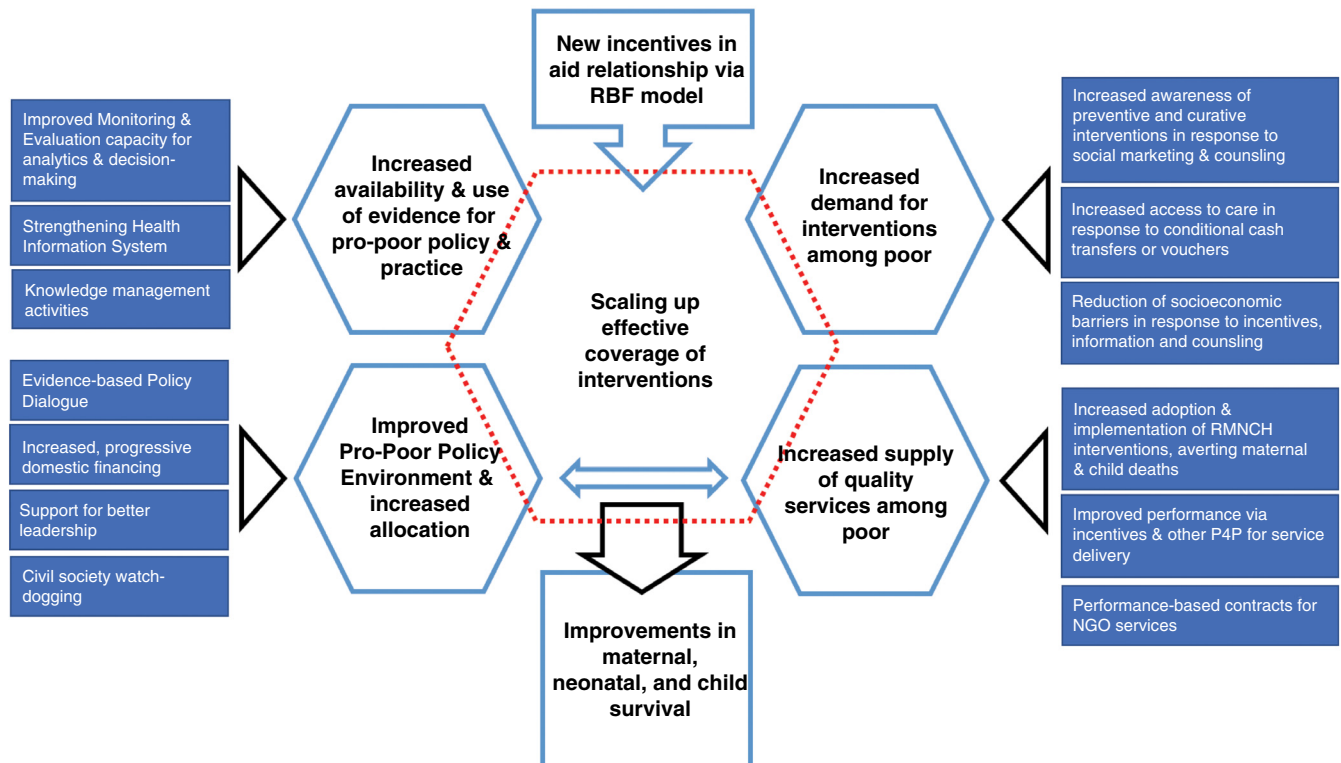 New incentives in
aid relationship via
RBF model
Improved Monitoring &
Evaluation capacity for
analytics & decision-
making
Strengthening Health
Information System
Knowledge management
activities
Increased
availability & use
of evidence for
pro-poor policy &
practice
Increased
demand for
interventions
among poor
Increased awareness of
preventive and curative
interventions in response to
social marketing & counsling
Increased access to care in
response to conditional cash
transfers or vouchers
Reduction of socioeconomic
barriers in response to incentives,
information and counsling
Scaling up
effective
coverage of
interventions
Evidence-based Policy
Dialogue
Increased, progressive
domestic financing
Support for better
leadership
Civil society watch-
dogging
Improved
Pro-Poor Policy
Environment &
increased
allocation
Increased supply
of quality
services among
poor
Increased adoption &
implementation of RMNCH
interventions, averting maternal
& child deaths
Improved performance via
incentives & other P4P for service
delivery
Performance-based contracts for
NGO services
Improvements in
maternal,
neonatal, and child
survival